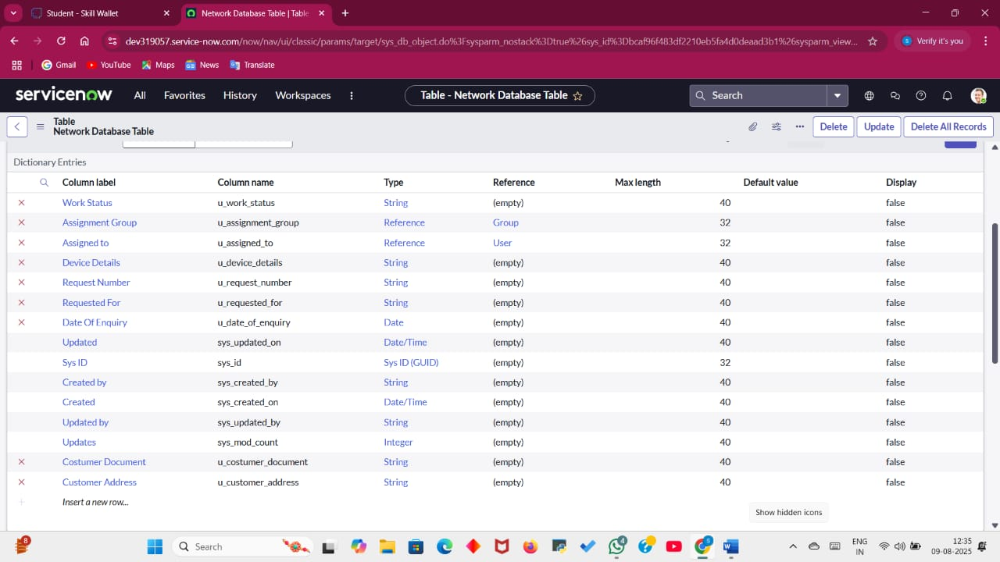 Student - Skill Wallet
Network Database Table | Table
dev319057.service-now.com/now/nav/ui/classic/params/target/sys_db_object.do%3Fsysparm_nostack%3Dtrue%26sys_id%3Dbcaf96f483df2210eb5fa4d0deaad3b1%26sysparm_view...
S Verify it's you
Gmail YouTube Maps News Translate
servicenow All Favorites History Workspaces Table - Network Database Table Search
Table
Network Database Table
Delete Update Delete All Records
Dictionary Entries
Column label Column name Type Reference Max length Default value Display
Work Status u_work_status String (empty) 40 false
Assignment Group u_assignment_group Reference Group 32 false
Assigned to u_assigned_to Reference User 32 false
Device Details u_device_details String (empty) 40 false
Request Number u_request_number String (empty) 40 false
Requested For u_requested_for String (empty) 40 false
Date Of Enquiry u_date_of_enquiry Date (empty) 40 false
Updated sys_updated_on Date/Time (empty) 40 false
Sys ID sys_id Sys ID (GUID) (empty) 32 false
Created by sys_created_by String (empty) 40 false
Created sys_created_on Date/Time (empty) 40 false
Updated by sys_updated_by String (empty) 40 false
Updates sys_mod_count Integer (empty) 40 false
Costumer Document u_costumer_document String (empty) 40 false
Customer Address u_customer_address String (empty) 40 false
Insert a new row...
Show hidden icons
8
Search
4
S
ENG
IN
12:35
09-08-2025